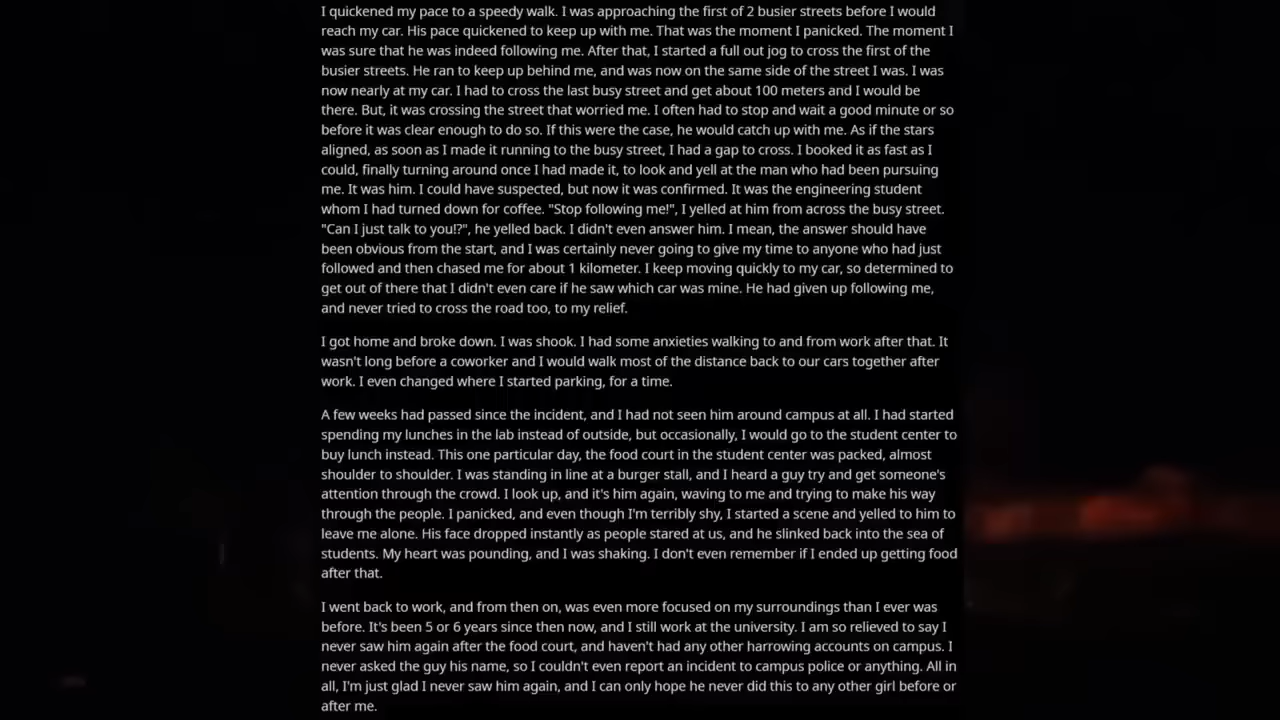 I quickened my pace to a speedy walk. I was approaching the first of 2 busier streets before I would
reach my car. His pace quickened to keep up with me. That was the moment I panicked. The moment I
was sure that he was indeed following me. After that, I started a full out jog to cross the first of the
busier streets. He ran to keep up behind me, and was now on the same side of the street I was. I was
now nearly at my car. I had to cross the last busy street and get about 100 meters and I would be
there. But, it was crossing the street that worried me. I often had to stop and wait a good minute or so
before it was clear enough to do so. If this were the case, he would catch up with me. As if the stars
aligned, as soon as I made it running to the busy street, I had a gap to cross. I booked it as fast as I
could, finally turning around once I had made it, to look and yell at the man who had been pursuing
me. It was him. I could have suspected, but now it was confirmed. It was the engineering student
whom I had turned down for coffee. "Stop following me!", I yelled at him from across the busy street.
"Can I just talk to you!?", he yelled back. I didn't even answer him. I mean, the answer should have
been obvious from the start, and I was certainly never going to give my time to anyone who had just
followed and then chased me for about 1 kilometer. I keep moving quickly to my car, so determined to
get out of there that I didn't even care if he saw which car was mine. He had given up following me,
and never tried to cross the road too, to my relief.
I got home and broke down. I was shook. I had some anxieties walking to and from work after that. It
wasn't long before a coworker and I would walk most of the distance back to our cars together after
work. I even changed where I started parking, for a time.
A few weeks had passed since the incident, and I had not seen him around campus at all. I had started
spending my lunches in the lab instead of outside, but occasionally, I would go to the student center to
buy lunch instead. This one particular day, the food court in the student center was packed, almost
shoulder to shoulder. I was standing in line at a burger stall, and I heard a guy try and get someone's
attention through the crowd. I look up, and it's him again, waving to me and trying to make his way
through the people. I panicked, and even though I'm terribly shy, I started a scene and yelled to him to
leave me alone. His face dropped instantly as people stared at us, and he slinked back into the sea of
students. My heart was pounding, and I was shaking. I don't even remember if I ended up getting food
after that.
I went back to work, and from then on, was even more focused on my surroundings than I ever was
before. It's been 5 or 6 years since then now, and I still work at the university. I am so relieved to say I
never saw him again after the food court, and haven't had any other harrowing accounts on campus. I
never asked the guy his name, so I couldn't even report an incident to campus police or anything. All in
all, I'm just glad I never saw him again, and I can only hope he never did this to any other girl before or
after me.